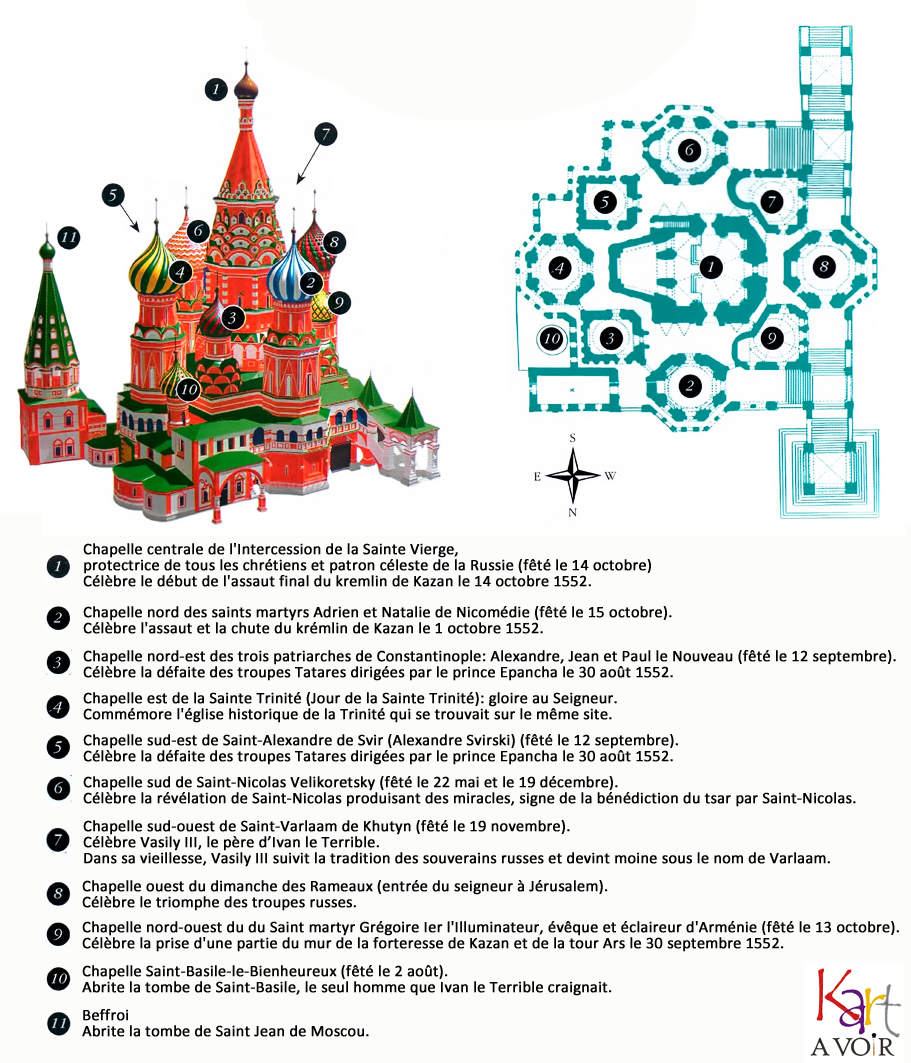 1
7
5
6
11
8
4
2
9
3
10
6
5
7
4
1
8
10
3
9
2
S
E W
N
1 Chapelle centrale de l'Intercession de la Sainte Vierge,
protectrice de tous les chrétiens et patron céleste de la Russie (fêté le 14 octobre)
Célèbre le début de l'assaut final du kremlin de Kazan le 14 octobre 1552.
2 Chapelle nord des saints martyrs Adrien et Natalie de Nicomédie (fêté le 15 octobre).
Célèbre l'assaut et la chute du krémlin de Kazan le 1 octobre 1552.
3 Chapelle nord-est des trois patriarches de Constantinople: Alexandre, Jean et Paul le Nouveau (fêté le 12 septembre).
Célèbre la défaite des troupes Tatares dirigées par le prince Epancha le 30 août 1552.
4 Chapelle est de la Sainte Trinité (Jour de la Sainte Trinité): gloire au Seigneur.
Commémore l'église historique de la Trinité qui se trouvait sur le même site.
5 Chapelle sud-est de Saint-Alexandre de Svir (Alexandre Svirski) (fêté le 12 septembre).
Célèbre la défaite des troupes Tatares dirigées par le prince Epancha le 30 août 1552.
6 Chapelle sud de Saint-Nicolas Velikoretsky (fêté le 22 mai et le 19 décembre).
Célèbre la révélation de Saint-Nicolas produisant des miracles, signe de la bénédiction du tsar par Saint-Nicolas.
7 Chapelle sud-ouest de Saint-Varlaam de Khutyn (fêté le 19 novembre).
Célèbre Vasily III, le père d’Ivan le Terrible.
Dans sa vieillesse, Vasily III suivit la tradition des souverains russes et devint moine sous le nom de Varlaam.
8 Chapelle ouest du dimanche des Rameaux (entrée du seigneur à Jérusalem).
Célèbre le triomphe des troupes russes.
9 Chapelle nord-ouest du du Saint martyr Grégoire Ier l'Illuminateur, évêque et éclaireur d'Arménie (fêté le 13 octobre).
Célèbre la prise d'une partie du mur de la forteresse de Kazan et de la tour Ars le 30 septembre 1552.
10 Chapelle Saint-Basile-le-Bienheureux (fêté le 2 août).
Abrite la tombe de Saint-Basile, le seul homme que Ivan le Terrible craignait.
11 Beffroi
Abrite la tombe de Saint Jean de Moscou.
Kart
A VOiR